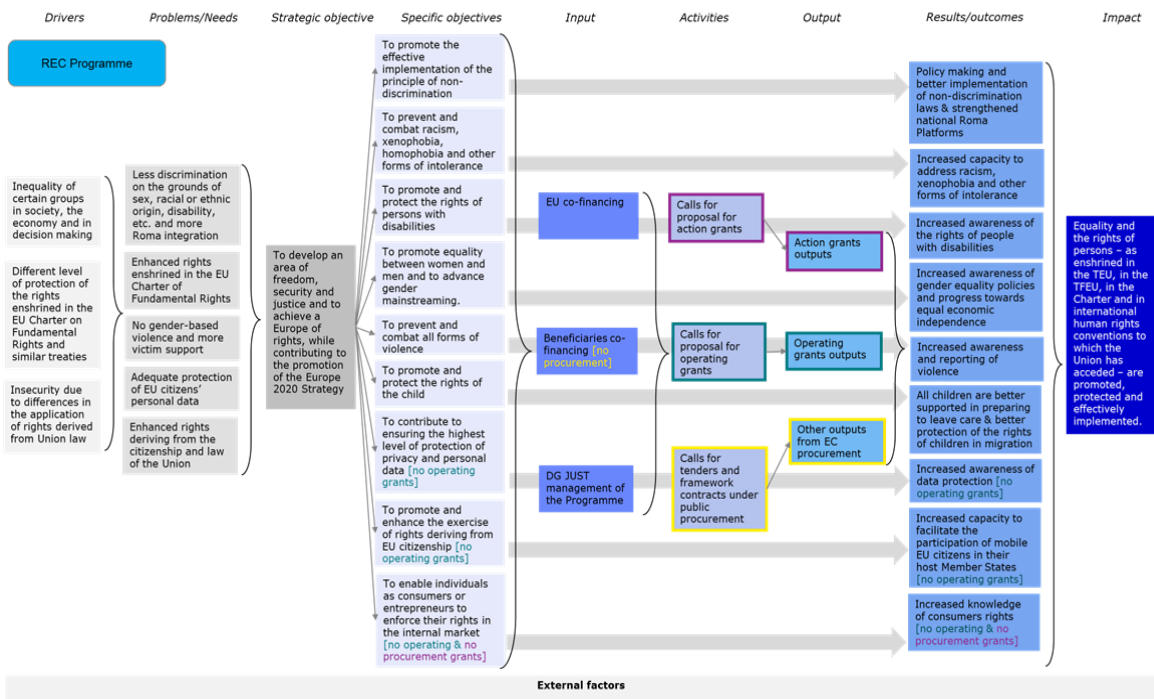 Drivers
Problems/Needs
Strategic objective
Specific objectives
Input
Activities
Output
Results/outcomes
Impact
REC Programme
Inequality of
certain groups
in society, the
economy and in
decision making
Different level
of protection of
the rights
enshrined in the
EU Charter on
Fundamental
Rights and
similar treaties
Insecurity due
to differences in
the application
of rights derived
from Union law
Less discrimination
on the grounds of
sex, racial or ethnic
origin, disability,
etc. and more
Roma integration
Enhanced rights
enshrined in the EU
Charter of
Fundamental Rights
No gender-based
violence and more
victim support
Adequate protection
of EU citizens'
personal data
Enhanced rights
deriving from the
citizenship and law
of the Union
To develop an
area of
freedom,
security and
justice and to
achieve a
Europe of
rights, while
contributing to
the promotion
of the Europe
2020 Strategy
To promote the
effective
implementation of the
principle of non-
discrimination
To prevent and
combat racism,
xenophobia,
homophobia and other
forms of intolerance
To promote and
protect the rights of
persons with
disabilities
To promote equality
between women and
men and to advance
gender
mainstreaming.
To prevent and
combat all forms of
violence
To promote and
protect the rights of
the child
To contribute to
ensuring the highest
level of protection of
privacy and personal
data [no operating
grants]
To promote and
enhance the exercise
of rights deriving from
EU citizenship [no
operating grants]
To enable individuals
as consumers or
entrepreneurs to
enforce their rights in
the internal market
[no operating & no
procurement grants]
EU co-financing
Beneficiaries co-
financing [no
procurement]
DG JUST
management of
the Programme
Calls for
proposal for
action grants
Calls for
proposal for
operating
grants
Calls for
tenders and
framework
contracts under
public
procurement
Action grants
outputs
Operating
grants outputs
Other outputs
from EC
procurement
Policy making and
better implementation
of non-discrimination
laws & strengthened
national Roma
Platforms
Increased capacity to
address racism,
xenophobia and other
forms of intolerance
Increased awareness of
the rights of people
with disabilities
Increased awareness of
gender equality policies
and progress towards
equal economic
independence
Increased awareness
and reporting of
violence
All children are better
supported in preparing
to leave care & better
protection of the rights
of children in migration
Increased awareness of
data protection [no
operating grants]
Increased capacity to
facilitate the
participation of mobile
EU citizens in their
host Member States
[no operating grants]
Increased knowledge
of consumers rights
[no operating & no
procurement grants]
Equality and
the rights of
persons – as
enshrined in
the TEU, in the
TFEU, in the
Charter and in
international
human rights
conventions to
which the
Union has
acceded – are
promoted,
protected and
effectively
implemented.
External factors